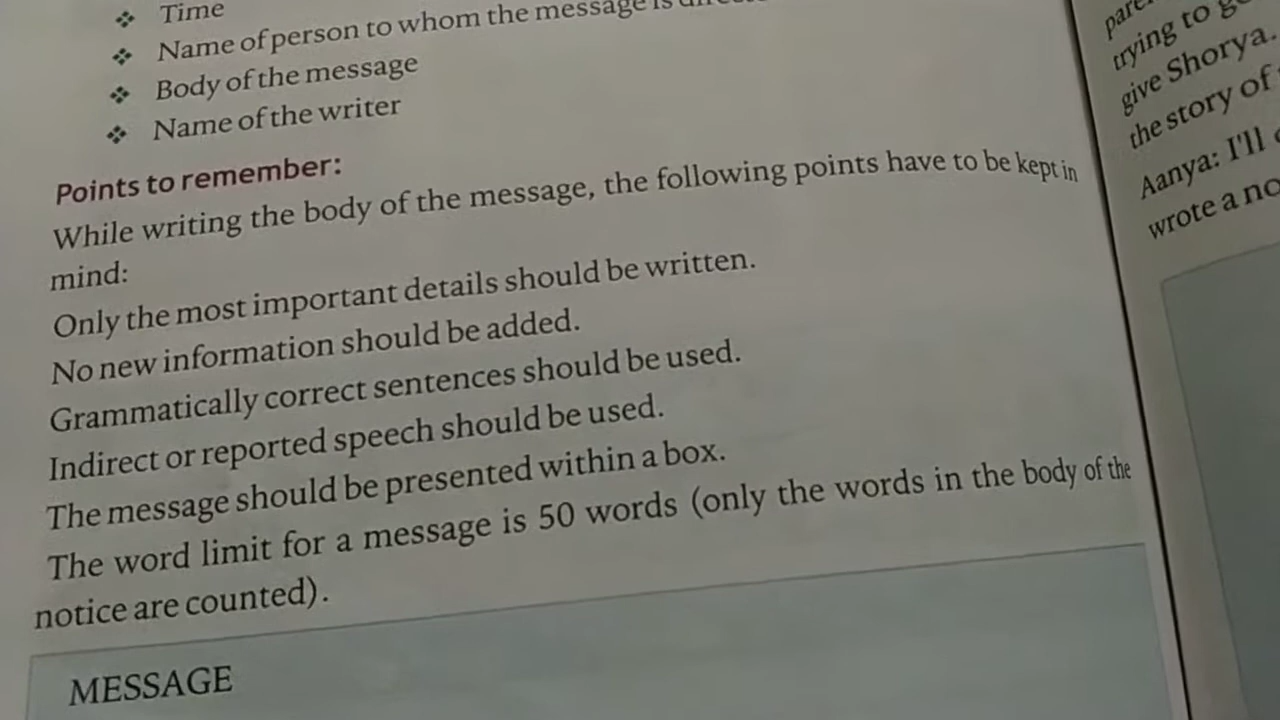 Time
Name of person to whom the message is
Body of the message
Name of the writer
Points to remember:
While writing the body of the message, the following points have to be kept in
mind:
Only the most important details should be written.
No new information should be added.
Grammatically correct sentences should be used.
Indirect or reported speech should be used.
The message should be presented within a box.
The word limit for a message is 50 words (only the words in the body of the
notice are counted).
MESSAGE
trying to
give Shorya.
the story of
Aanya: I'll
wrote a